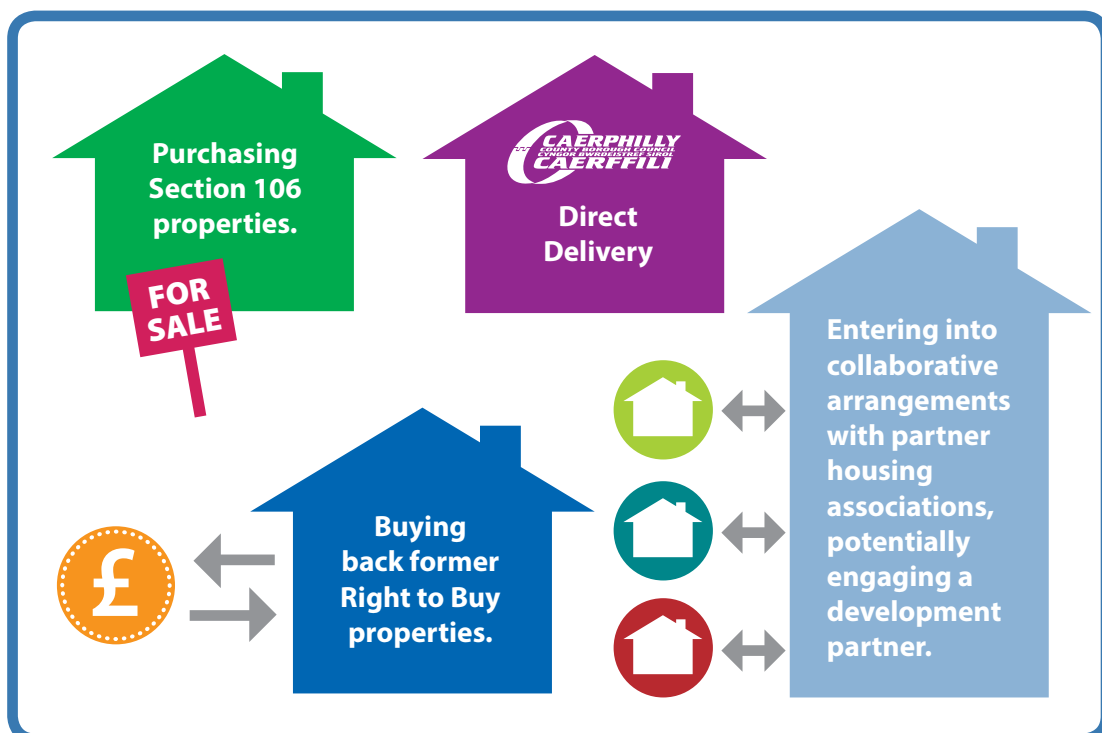 Purchasing
Section 106
properties.
FOR
SALE
CAERPHILLY
COUNTY BOROUGH COUNCIL
CYNGOR BWRDEISTREF SIROL
CAERFFILI
Direct
Delivery
Entering into
collaborative
arrangements
with partner
housing
associations,
potentially
engaging a
development
partner.
£
Buying
back former
Right to Buy
properties.